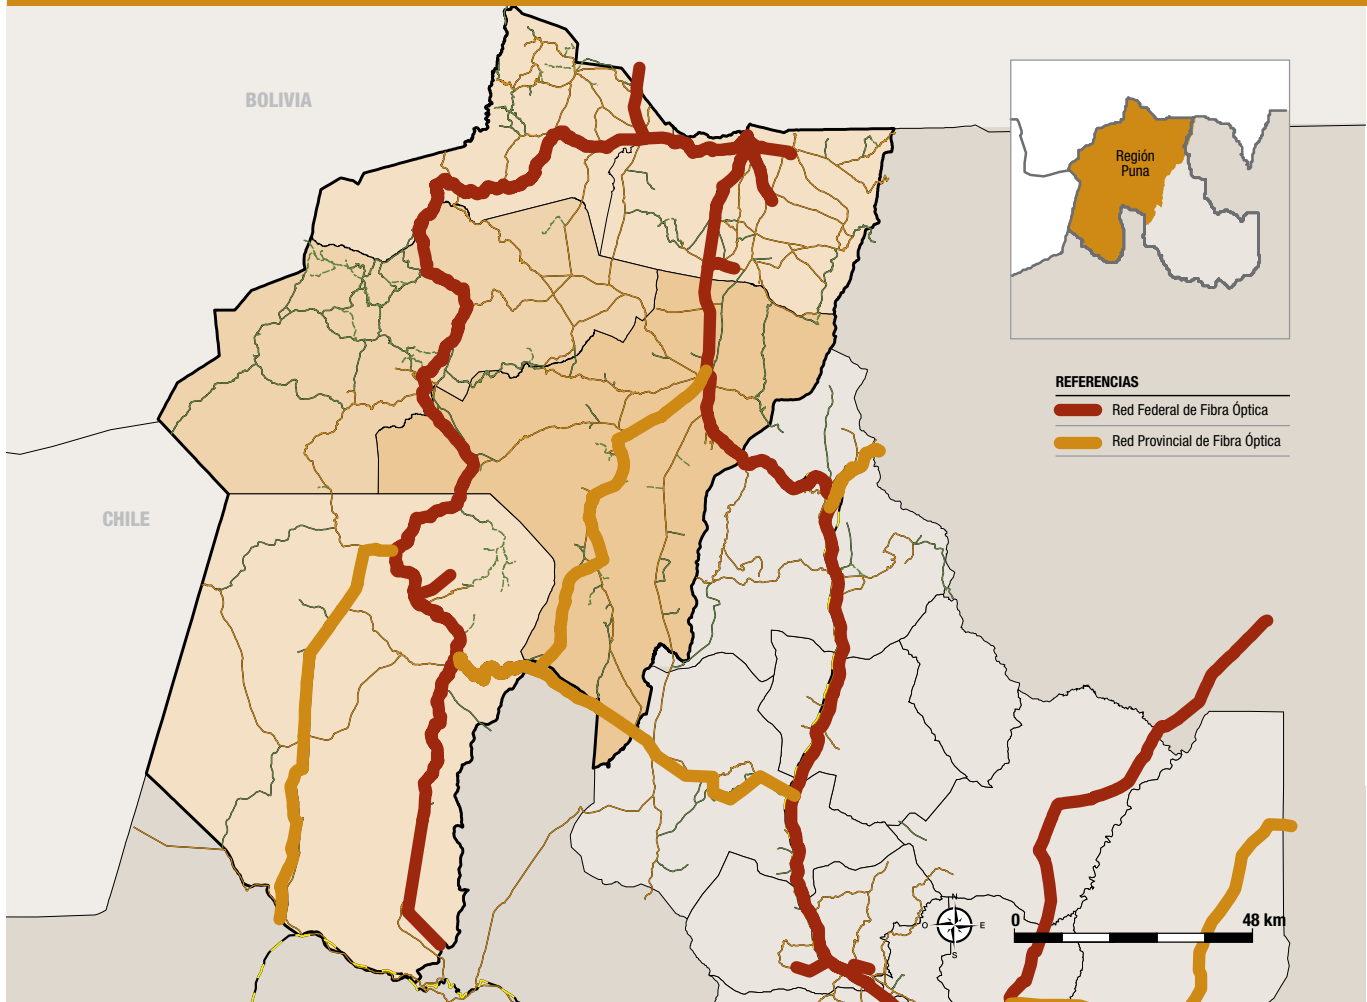 BOLIVIA
Región
Puna
REFERENCIAS
Red Federal de Fibra Óptica
Red Provincial de Fibra Óptica
CHILE
N
O
E
S
0
48 km